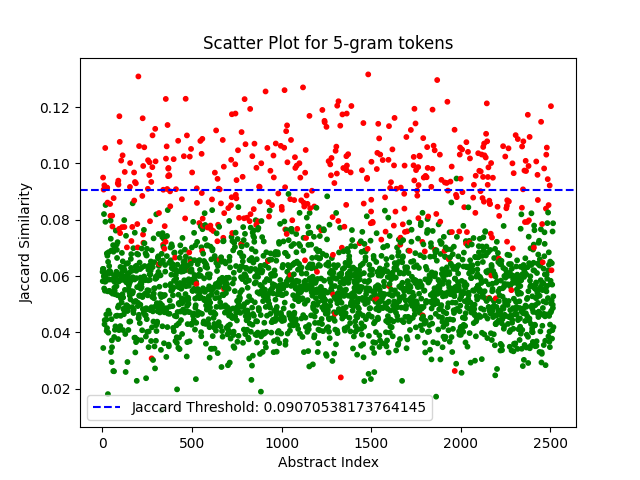 Scatter Plot for 5-gram tokens
Jaccard Similarity
0.12
0.10
0.08
0.06
0.04
0.02
Jaccard Threshold: 0.09070538173764145
0 500 1000 1500 2000 2500
Abstract Index